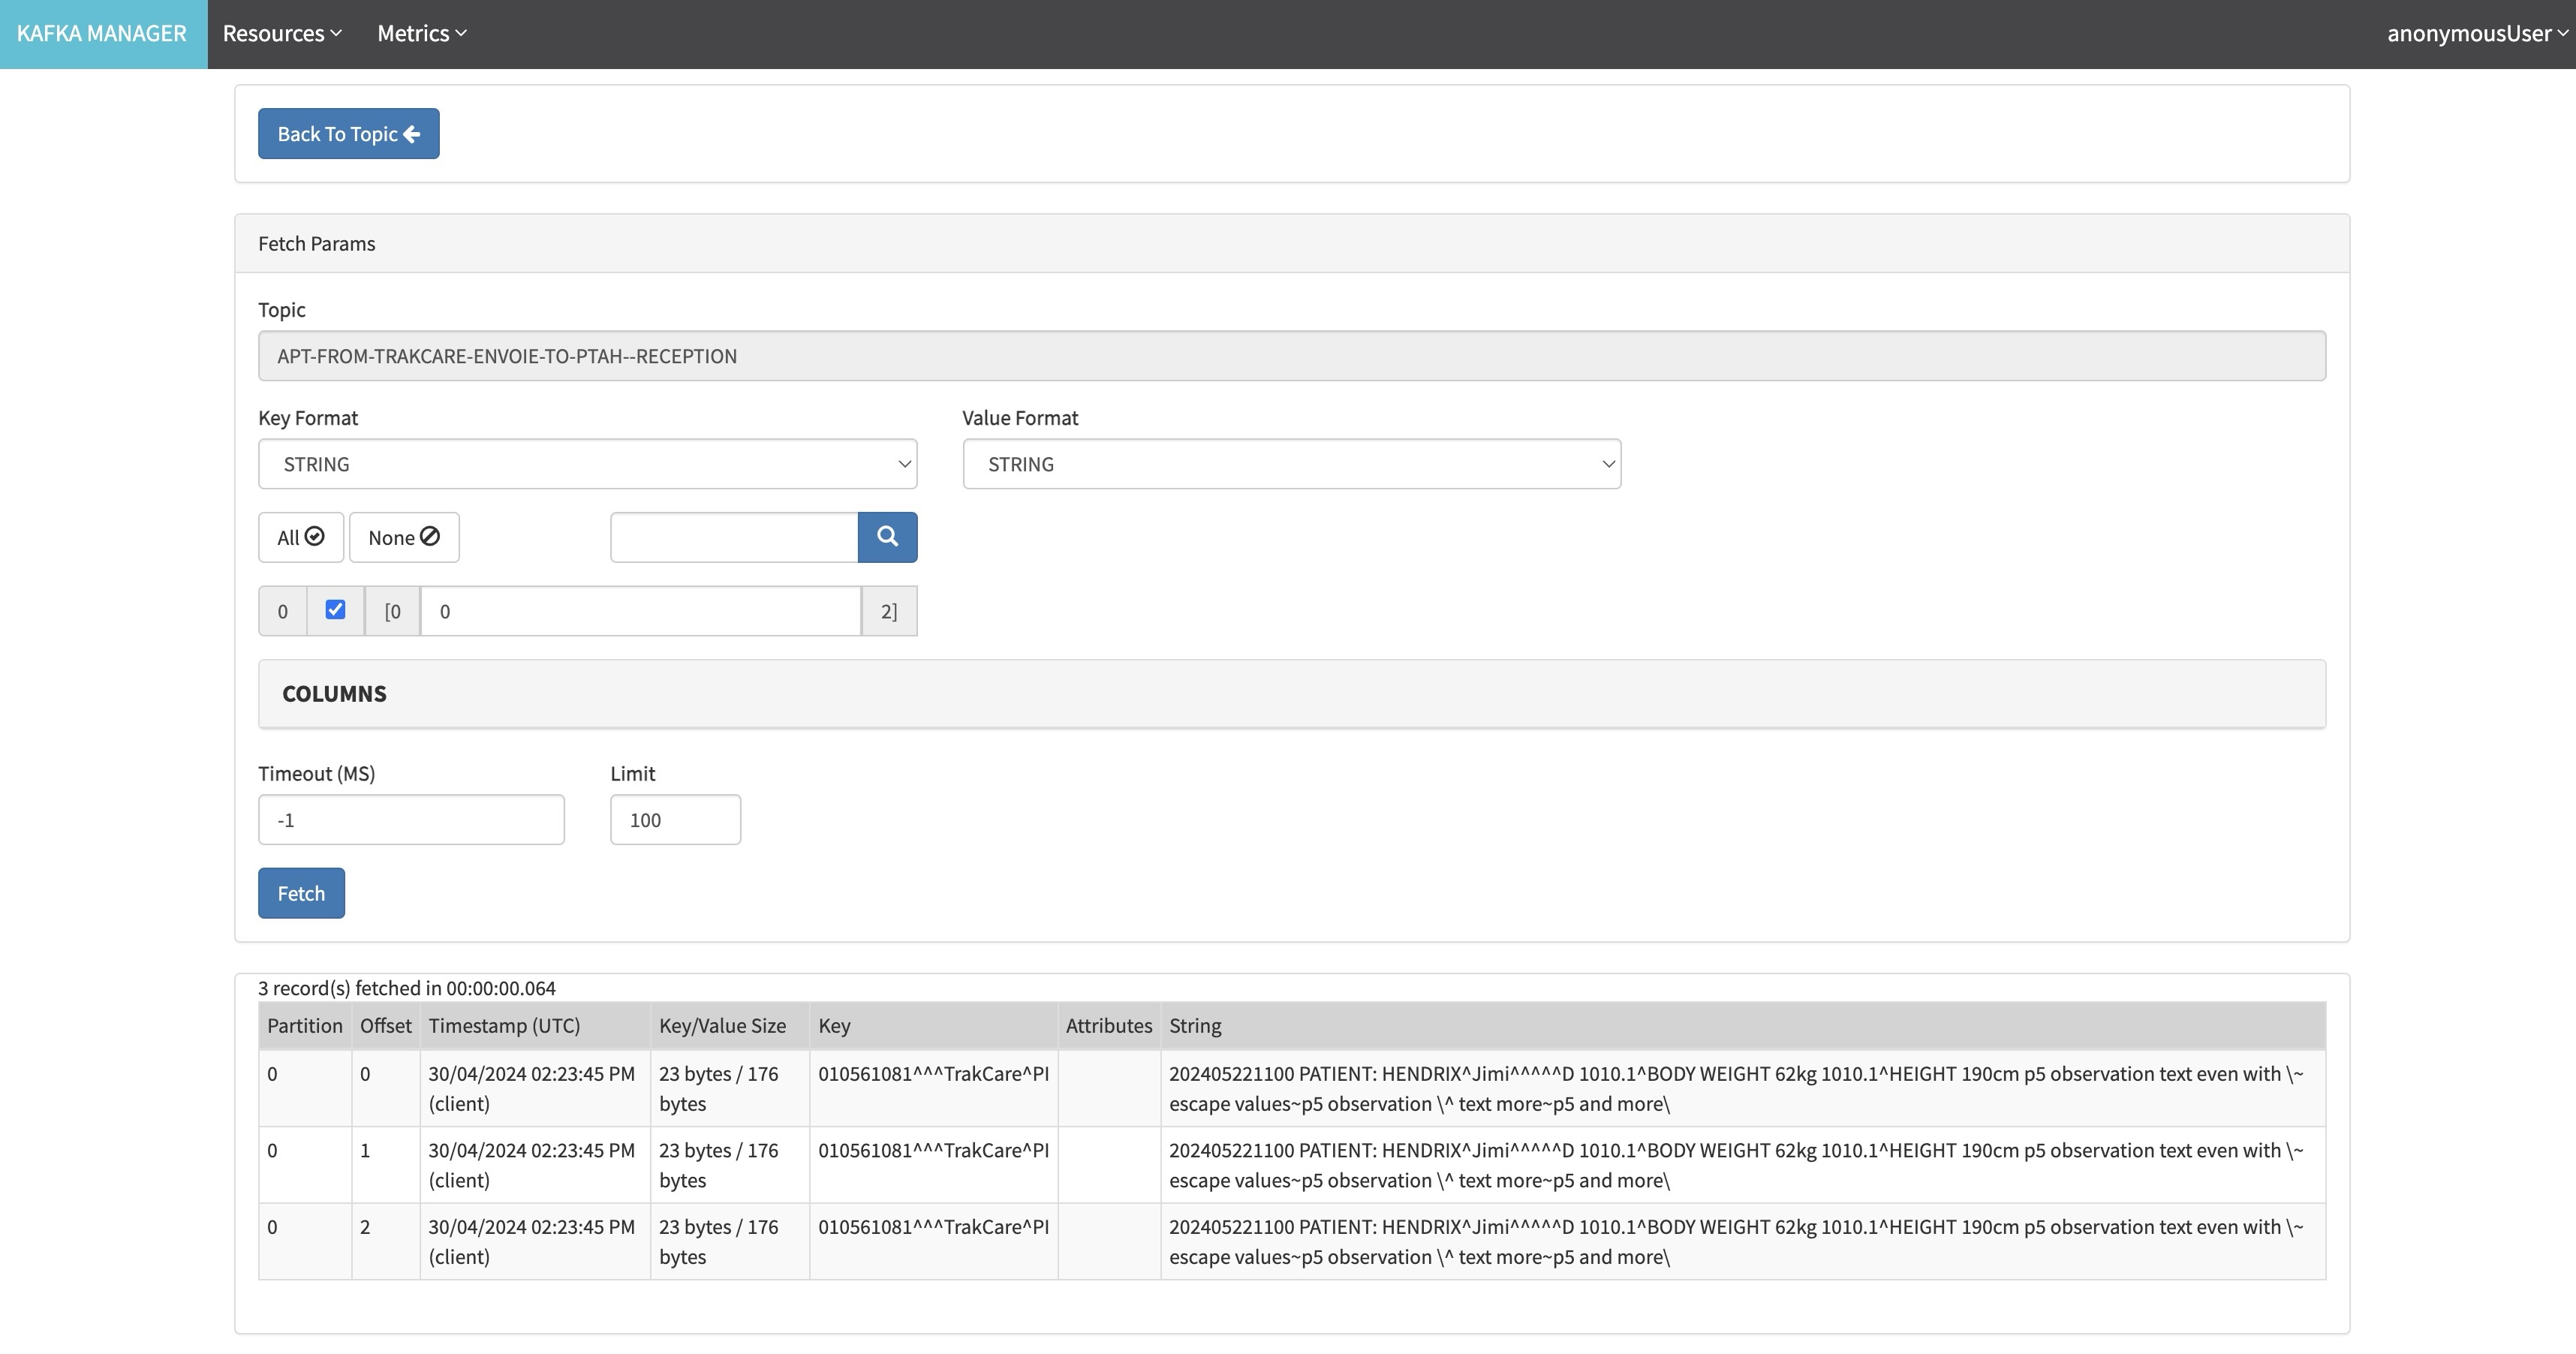 KAFKA MANAGER Resources Metrics anonymousUser
Back To Topic
Fetch Params
Topic
APT-FROM-TRAKCARE-ENVOIE-TO-PTAH--RECEPTION
Key Format Value Format
STRING STRING
All None
0 [0 0 2]
COLUMNS
Timeout (MS) Limit
-1 100
Fetch
3 record(s) fetched in 00:00:00.064
Partition Offset Timestamp (UTC) Key/Value Size Key Attributes String
0 0 30/04/2024 02:23:45 PM 23 bytes / 176 010561081^^^TrakCare^PI 202405221100 PATIENT: HENDRIX^Jimi^^^^^D 1010.1^BODY WEIGHT 62kg 1010.1^HEIGHT 190cm p5 observation text even with \~
(client) bytes escape values~p5 observation \^ text more~p5 and more\
0 1 30/04/2024 02:23:45 PM 23 bytes / 176 010561081^^^TrakCare^PI 202405221100 PATIENT: HENDRIX^Jimi^^^^^D 1010.1^BODY WEIGHT 62kg 1010.1^HEIGHT 190cm p5 observation text even with \~
(client) bytes escape values~p5 observation \^ text more~p5 and more\
0 2 30/04/2024 02:23:45 PM 23 bytes / 176 010561081^^^TrakCare^PI 202405221100 PATIENT: HENDRIX^Jimi^^^^^D 1010.1^BODY WEIGHT 62kg 1010.1^HEIGHT 190cm p5 observation text even with \~
(client) bytes escape values~p5 observation \^ text more~p5 and more\